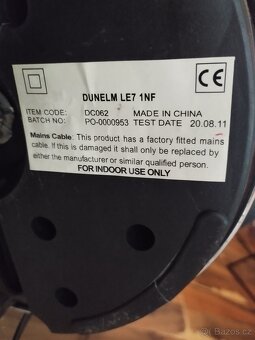 DUNELM LE7 1NF
CE
ITEM CODE: DC062 MADE IN CHINA
BATCH NO: PO-0000953 TEST DATE 20.08.11
Mains Cable. This product has a factory fitted mains
cable. If this is damaged it shall only be replaced by
either the manufacturer or similar qualified person.
FOR INDOOR USE ONLY
Bazos.cz